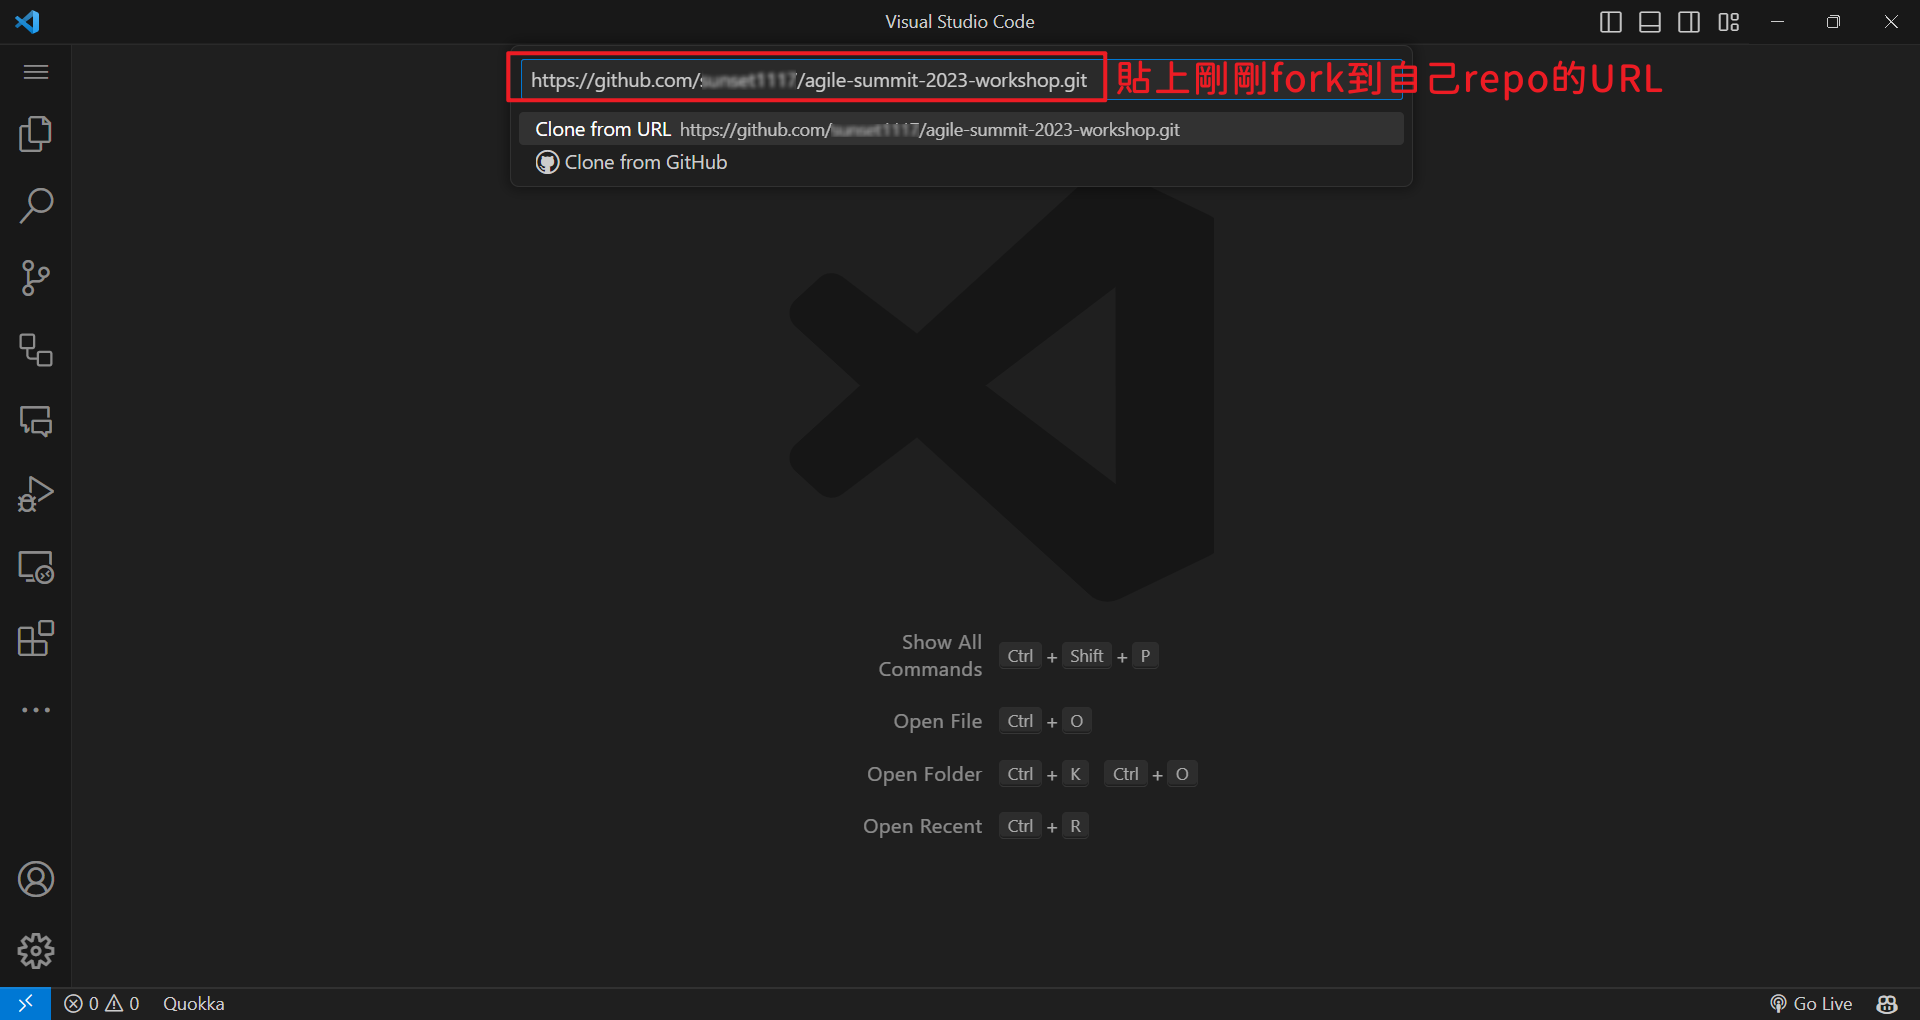 Visual Studio Code
https://github.com/ /agile-summit-2023-workshop.git 貼上剛剛fork到自己repo的URL
Clone from URL https://github.com/ /agile-summit-2023-workshop.git
Clone from GitHub
Show All
Commands Ctrl + Shift + P
Open File Ctrl + O
Open Folder Ctrl + K Ctrl + O
Open Recent Ctrl + R
0 0 Quokka Go Live